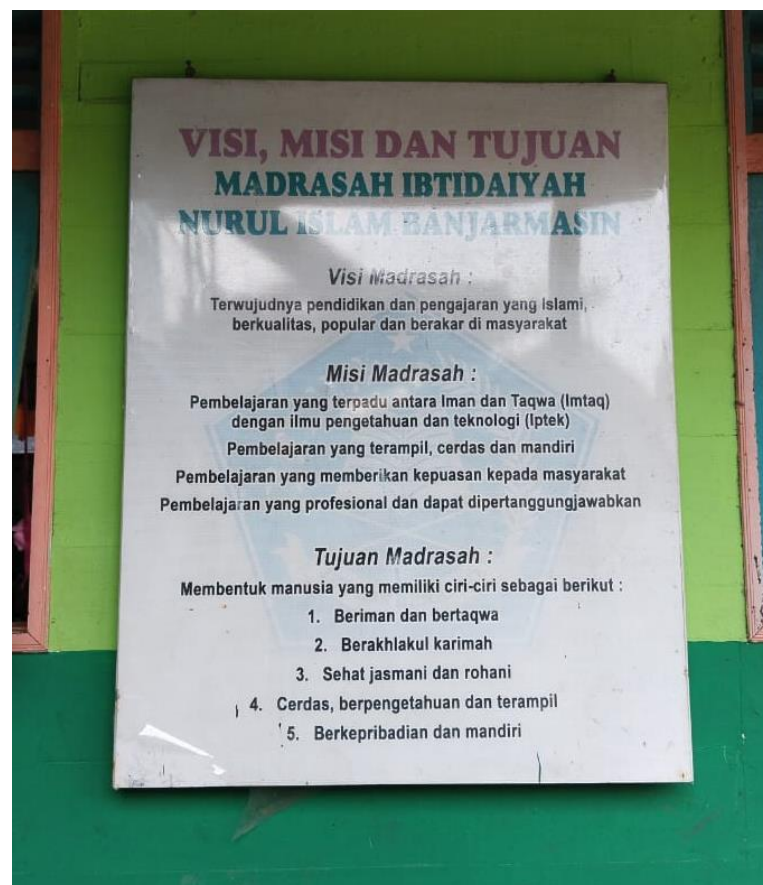 VISI, MISI DAN TUJUAN
MADRASAH IBTIDAIYAH
NURUL ISLAM BANJARMASIN
Visi Madrasah :
Terwujudnya pendidikan dan pengajaran yang Islami,
berkualitas, popular dan berakar di masyarakat
Misi Madrasah :
Pembelajaran yang terpadu antara Iman dan Taqwa (Imtaq)
dengan ilmu pengetahuan dan teknologi (Iptek)
Pembelajaran yang terampil, cerdas dan mandiri
Pembelajaran yang memberikan kepuasan kepada masyarakat
Pembelajaran yang profesional dan dapat dipertanggungjawabkan
Tujuan Madrasah :
Membentuk manusia yang memiliki ciri-ciri sebagai berikut :
1. Beriman dan bertaqwa
2. Berakhlakul karimah
3. Sehat jasmani dan rohani
4. Cerdas, berpengetahuan dan terampil
5. Berkepribadian dan mandiri